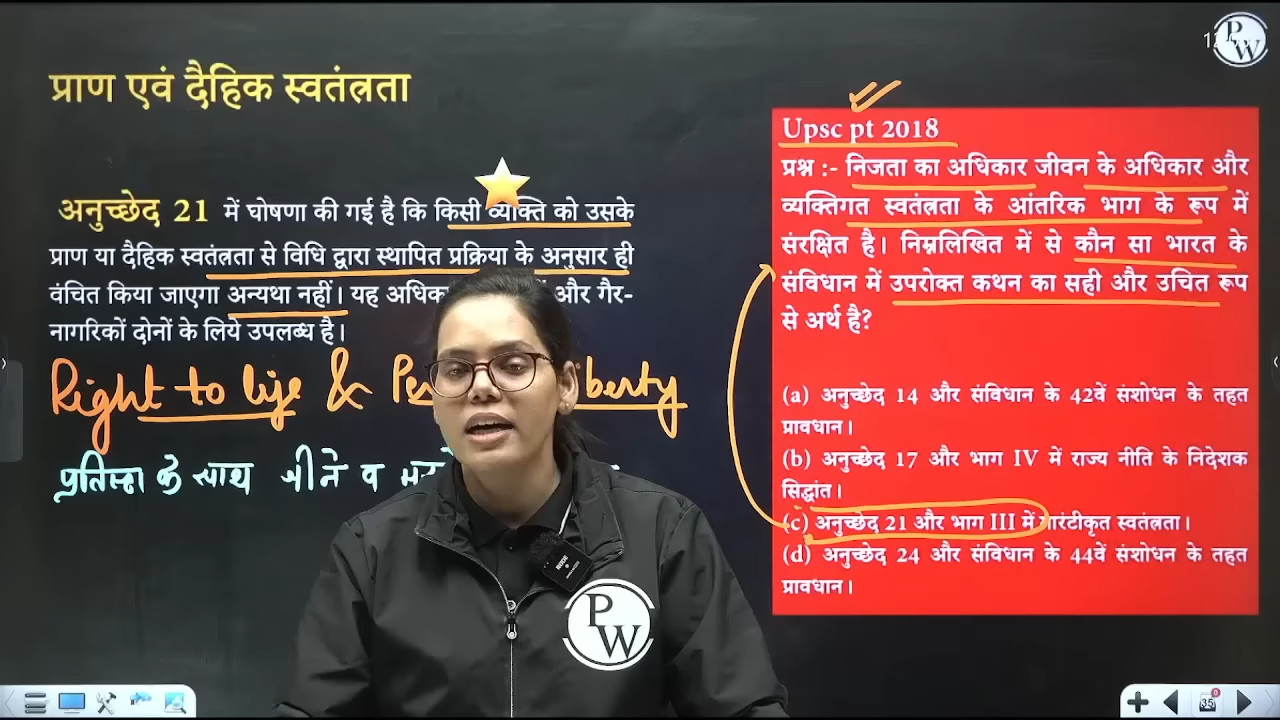 प्राण एवं दैहिक स्वतंत्रता
अनुच्छेद 21 में घोषणा की गई है कि किसी व्यक्ति को उसके
प्राण या दैहिक स्वतंत्रता से विधि द्वारा स्थापित प्रक्रिया के अनुसार ही
वंचित किया जाएगा अन्यथा नहीं। यह और गैर-
नागरिकों दोनों के लिये उपलब्ध है।
Right to life &
प्रतिष्ठा के साथ जीने व
Upsc pt 2018
प्रश्न :- निजता का अधिकार जीवन के अधिकार और
व्यक्तिगत स्वतंत्रता के आंतरिक भाग के रूप में
संरक्षित है। निम्नलिखित में से कौन सा भारत के
संविधान में उपरोक्त कथन का सही और उचित रूप
से अर्थ है?
(a) अनुच्छेद 14 और संविधान के 42वें संशोधन के तहत
प्रावधान।
(b) अनुच्छेद 17 और भाग IV में राज्य नीति के निदेशक
सिद्धांत।
(c) अनुच्छेद 21 और भाग III में गारंटीकृत स्वतंत्रता।
(d) अनुच्छेद 24 और संविधान के 44वें संशोधन के तहत
प्रावधान।
PW
PW
35